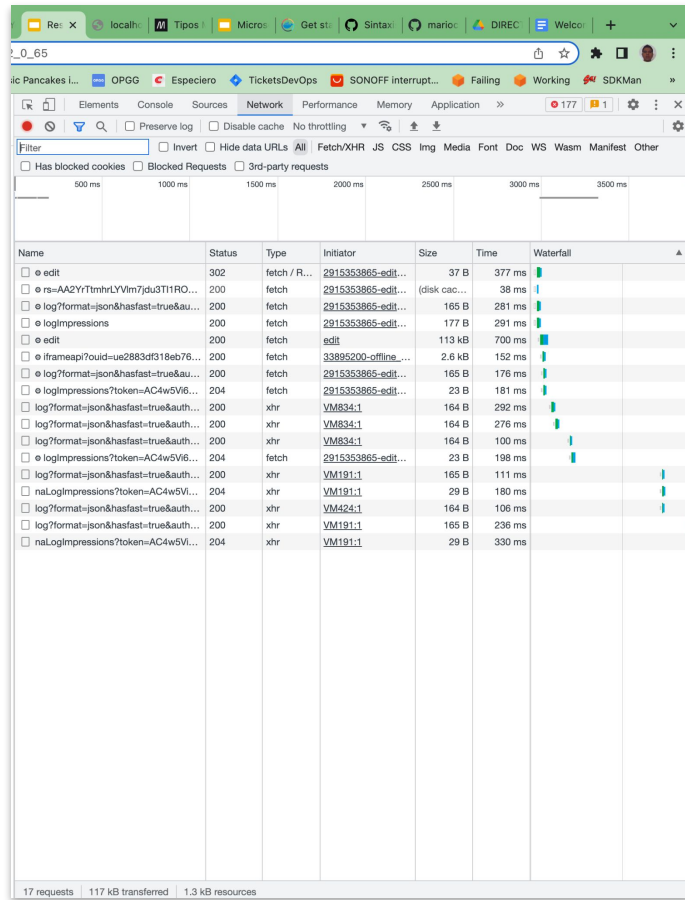 Res
localho
Tipos
Micros
Get sta
Sintaxi
marioc
DIREC
Welcor
2_0_65
sic Pancakes i...
OPGG
Especiero
TicketsDevOps
SONOFF interrupt...
Failing
Working
SDKMan
»
Elements Console Sources Network Performance Memory Application » 177 1
Preserve log Disable cache No throttling
Filter Invert Hide data URLs All Fetch/XHR JS CSS Img Media Font Doc WS Wasm Manifest Other
Has blocked cookies Blocked Requests 3rd-party requests
500 ms 1000 ms 1500 ms 2000 ms 2500 ms 3000 ms 3500 ms
Name Status Type Initiator Size Time Waterfall
edit 302 fetch / R... 2915353865-edit... 37 B 377 ms
rs=AA2YrTtmhrLYVlm7jdu3TI1RO... 200 fetch 2915353865-edit... (disk cac... 38 ms
log?format=json&hasfast=true&au... 200 fetch 2915353865-edit... 165 B 281 ms
logImpressions 200 fetch 2915353865-edit... 177 B 291 ms
edit 200 fetch edit 113 kB 700 ms
iframeapi?ouid=ue2883df318eb76... 200 fetch 33895200-offline_... 2.6 kB 152 ms
log?format=json&hasfast=true&au... 200 fetch 2915353865-edit... 165 B 176 ms
logImpressions?token=AC4w5Vi6... 204 fetch 2915353865-edit... 23 B 181 ms
log?format=json&hasfast=true&auth... 200 xhr VM834:1 164 B 292 ms
log?format=json&hasfast=true&auth... 200 xhr VM834:1 164 B 276 ms
log?format=json&hasfast=true&auth... 200 xhr VM834:1 164 B 100 ms
logImpressions?token=AC4w5Vi6... 204 fetch 2915353865-edit... 23 B 198 ms
log?format=json&hasfast=true&auth... 200 xhr VM191:1 165 B 111 ms
naLogImpressions?token=AC4w5Vi... 204 xhr VM191:1 29 B 180 ms
log?format=json&hasfast=true&auth... 200 xhr VM424:1 164 B 106 ms
log?format=json&hasfast=true&auth... 200 xhr VM191:1 165 B 236 ms
naLogImpressions?token=AC4w5Vi... 204 xhr VM191:1 29 B 330 ms
17 requests 117 kB transferred 1.3 kB resources